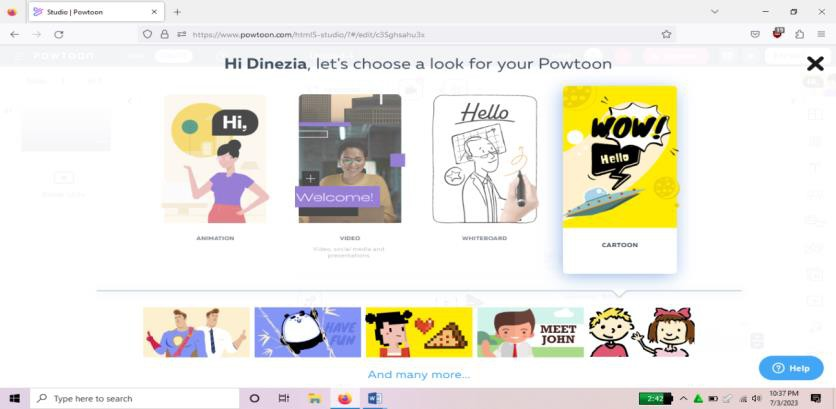 Studio | Powtoon
https://www.powtoon.com/html5-studio/?#/edit/c3Sghsahu3x
POWTOON
Hi Dinezia, let's choose a look for your Powtoon
Hi,
Welcome!
Hello
WOW!
Hello
ANIMATION
VIDEO
Video, social media and
presentations
WHITEBOARD
CARTOON
HAVE
FUN
MEET
JOHN
And many more...
Help
Type here to search
2:42
10:37 PM
7/3/2023